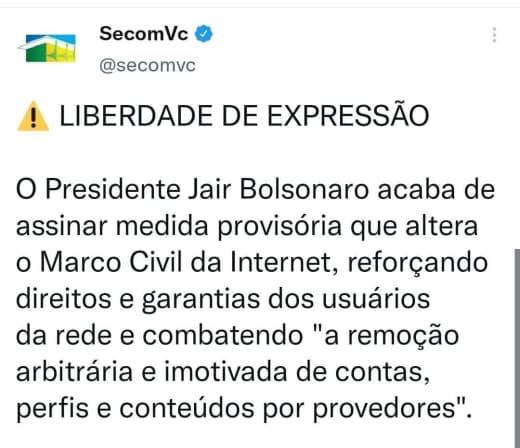 SecomVc
@secomvc
⚠ LIBERDADE DE EXPRESSÃO
O Presidente Jair Bolsonaro acaba de
assinar medida provisória que altera
o Marco Civil da Internet, reforçando
direitos e garantias dos usuários
da rede e combatendo "a remoção
arbitrária e imotivada de contas,
perfis e conteúdos por provedores".